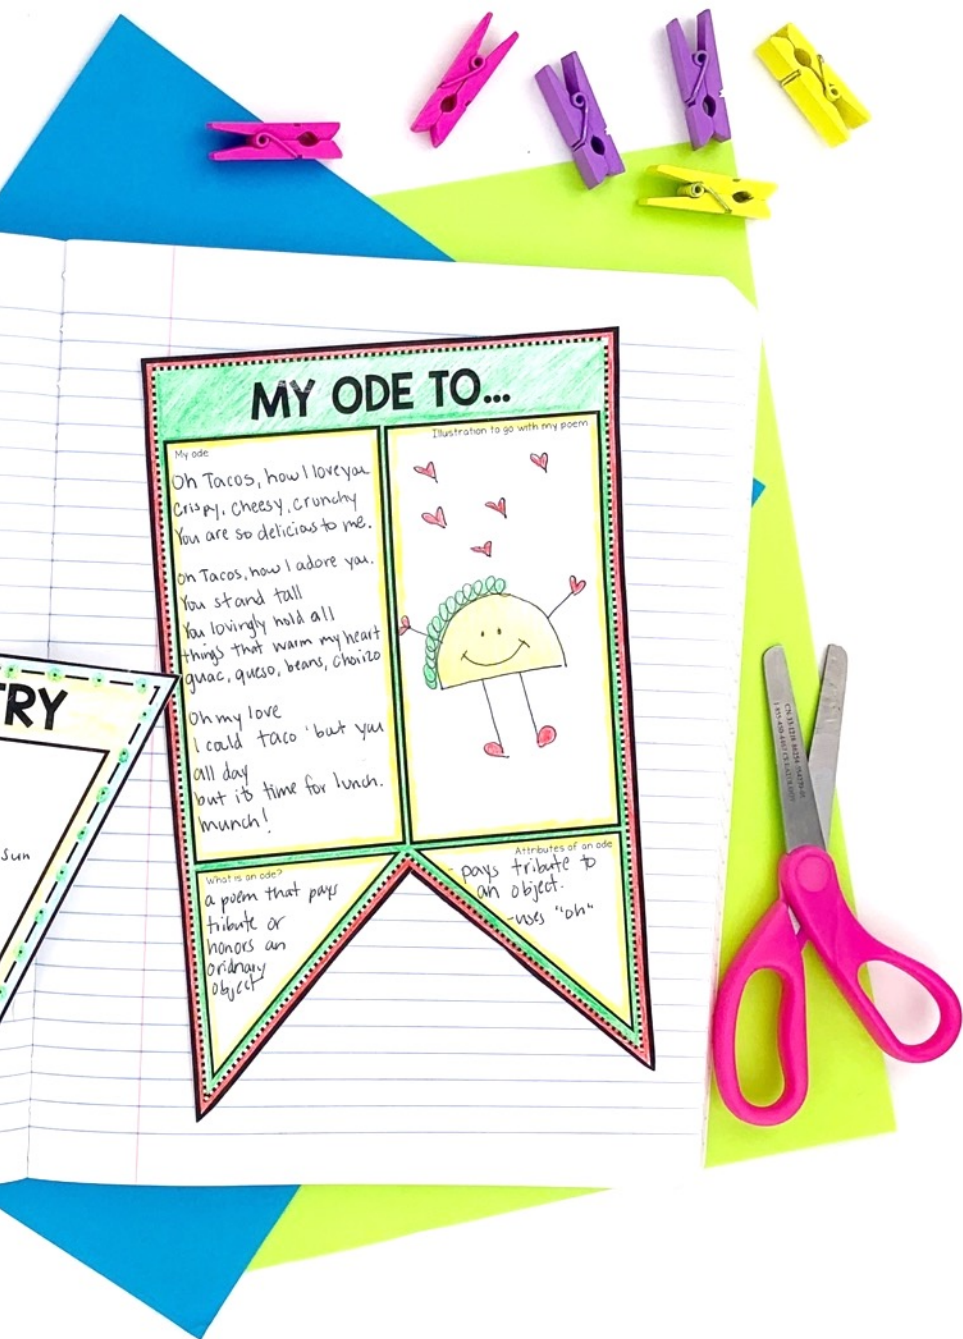 MY ODE TO...
My ode
Oh Tacos, how I love you
Crispy, cheesy, crunchy
You are so delicious to me.
Oh Tacos, how I adore you.
You stand tall
You lovingly hold all
things that warm my heart
guac, queso, beans, choizo
Oh my love
I could taco 'bout you
all day
but its time for lunch.
munch!
Illustration to go with my poem
What is an ode?
a poem that pays
tribute or
honors an
oridnary
object
Attributes of an ode
- pays tribute to
an object.
-uses "oh"
TRY
sun